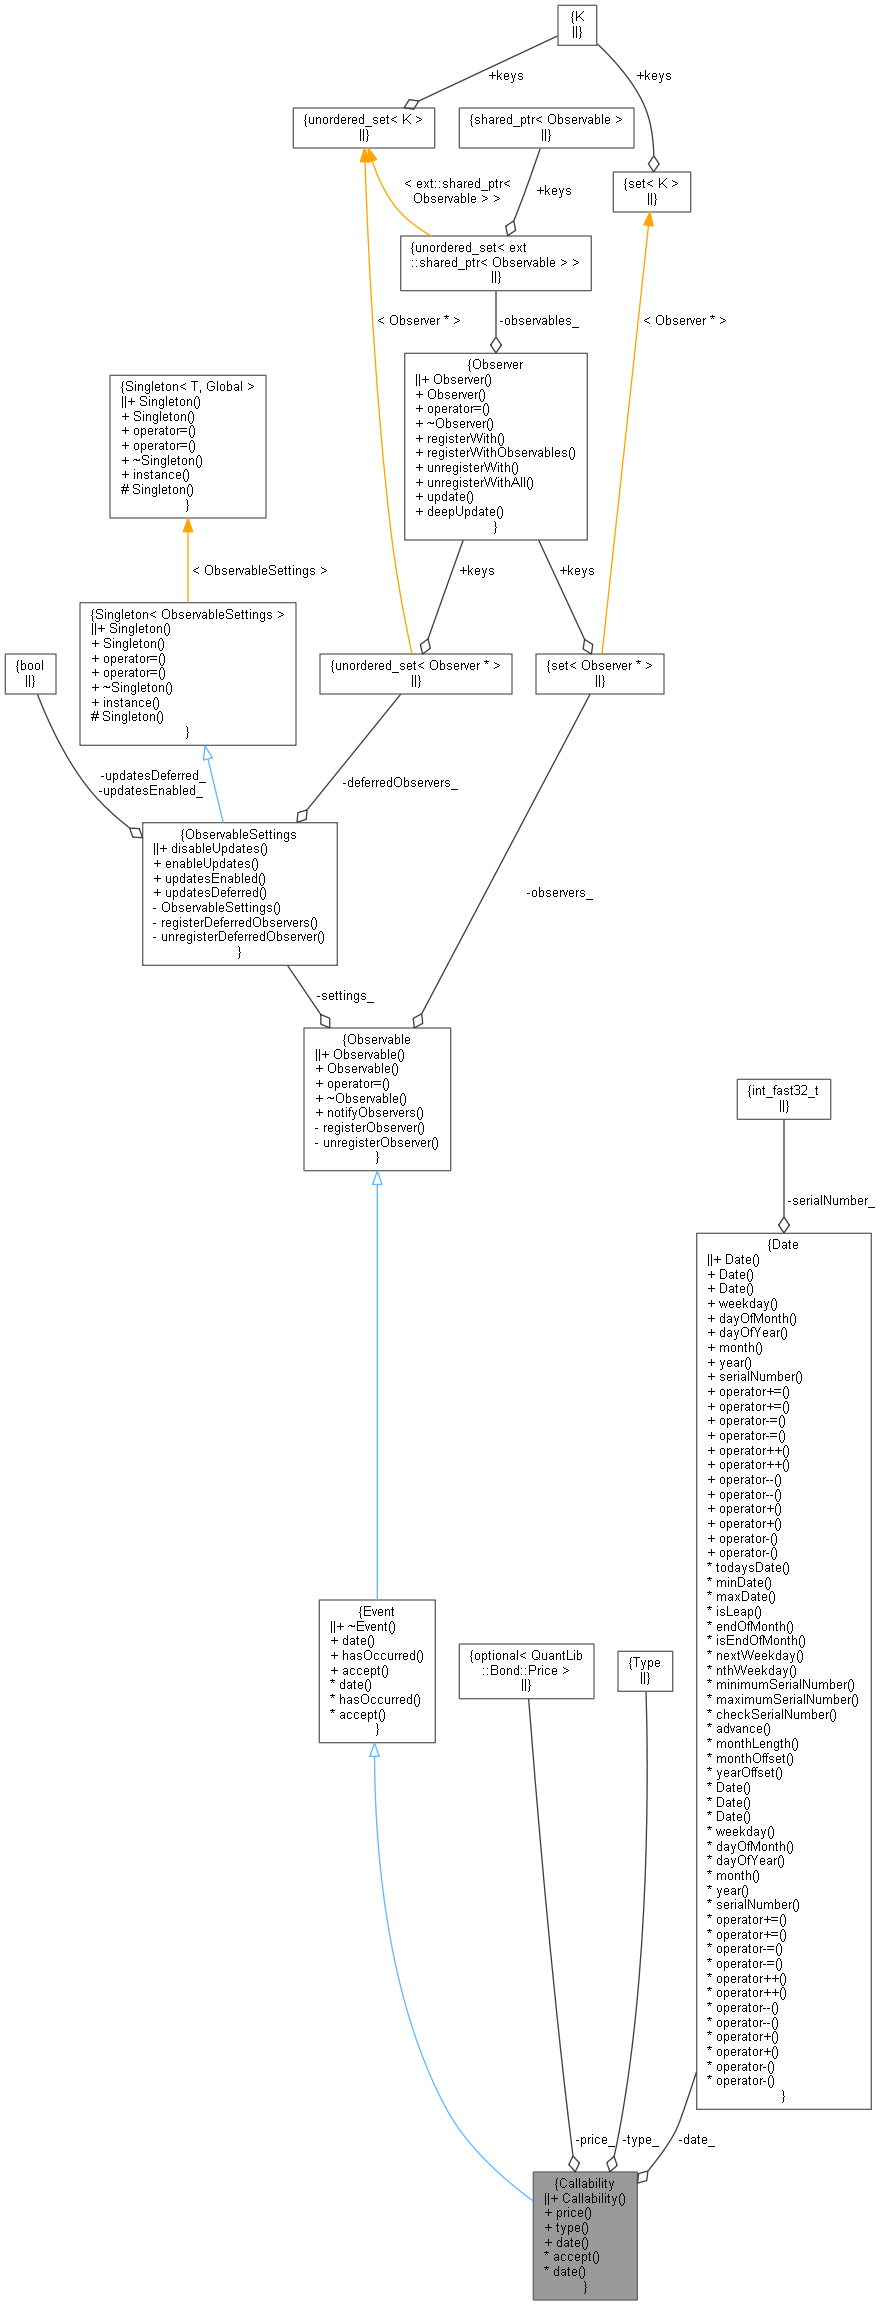 {K
||}
+keys
+keys
{unordered_set< K >
||}
{shared_ptr< Observable >
||}
{set< K >
||}
< ext::shared_ptr<
Observable > >
+keys
{unordered_set< ext
::shared_ptr< Observable > >
||}
< Observer * >
-observables_
< Observer * >
{Observer
||+ Observer()
+ Observer()
+ operator=()
+ ~Observer()
+ registerWith()
+ registerWithObservables()
+ unregisterWith()
+ unregisterWithAll()
+ update()
+ deepUpdate()
}
{Singleton< T, Global >
||+ Singleton()
+ Singleton()
+ operator=()
+ operator=()
+ ~Singleton()
+ instance()
# Singleton()
}
< ObservableSettings >
+keys
+keys
{Singleton< ObservableSettings >
||+ Singleton()
+ Singleton()
+ operator=()
+ operator=()
+ ~Singleton()
+ instance()
# Singleton()
}
{bool
||}
{unordered_set< Observer * >
||}
{set< Observer * >
||}
-updatesDeferred_
-updatesEnabled_
-deferredObservers_
{ObservableSettings
||+ disableUpdates()
+ enableUpdates()
+ updatesEnabled()
+ updatesDeferred()
- ObservableSettings()
- registerDeferredObservers()
- unregisterDeferredObserver()
}
-observers_
-settings_
{Observable
||+ Observable()
+ Observable()
+ operator=()
+ ~Observable()
+ notifyObservers()
- registerObserver()
- unregisterObserver()
}
{int_fast32_t
||}
-serialNumber_
{Date
||+ Date()
+ Date()
+ Date()
+ weekday()
+ dayOfMonth()
+ dayOfYear()
+ month()
+ year()
+ serialNumber()
+ operator+=()
+ operator+=()
+ operator-=()
+ operator-=()
+ operator++()
+ operator++()
+ operator--()
+ operator--()
+ operator+()
+ operator+()
+ operator-()
+ operator-()
* todaysDate()
* minDate()
* maxDate()
* isLeap()
* endOfMonth()
* isEndOfMonth()
* nextWeekday()
* nthWeekday()
* minimumSerialNumber()
* maximumSerialNumber()
* checkSerialNumber()
* advance()
* monthLength()
* monthOffset()
* yearOffset()
* Date()
* Date()
* Date()
* weekday()
* dayOfMonth()
* dayOfYear()
* month()
* year()
* serialNumber()
* operator+=()
* operator+=()
* operator-=()
* operator-=()
* operator++()
* operator++()
* operator--()
* operator--()
* operator+()
* operator+()
* operator-()
* operator-()
}
{Event
||+ ~Event()
+ date()
+ hasOccurred()
+ accept()
* date()
* hasOccurred()
* accept()
}
{optional< QuantLib
::Bond::Price >
||}
{Type
||}
-price_
-type_
-date_
{Callability
||+ Callability()
+ price()
+ type()
+ date()
* accept()
* date()
}